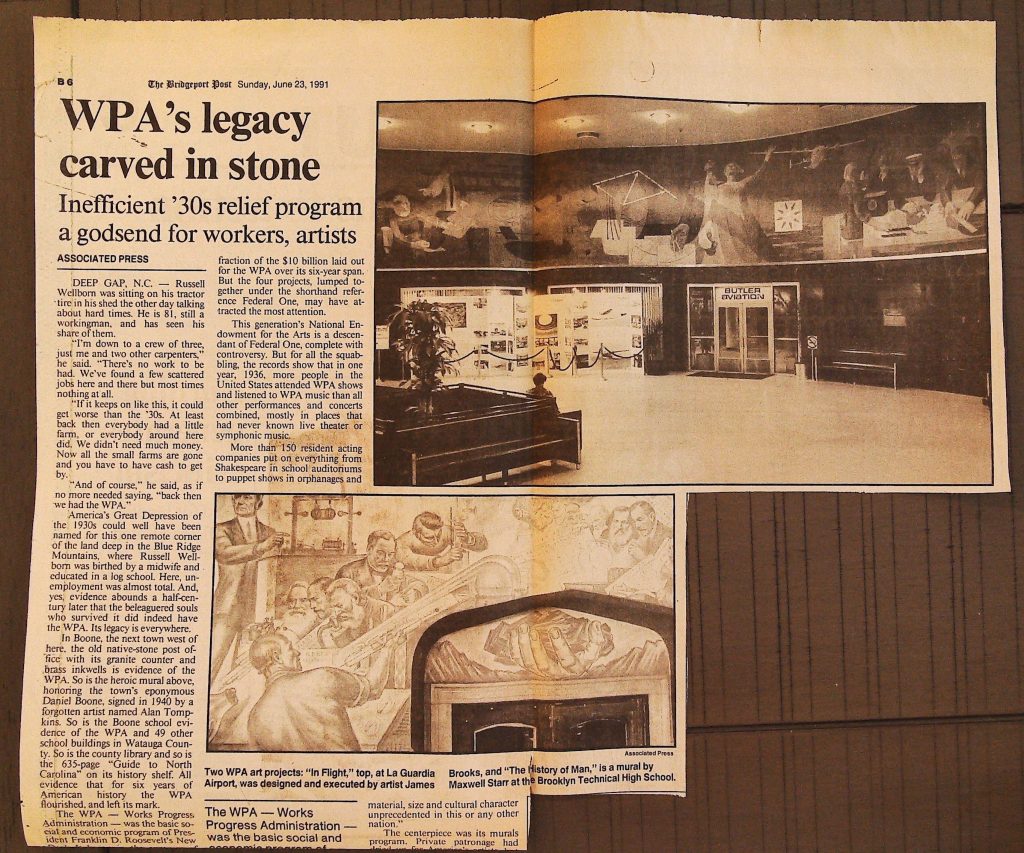 B 6
The Bridgeport Post Sunday, June 23, 1991
WPA's legacy
carved in stone
Inefficient '30s relief program
a godsend for workers, artists
ASSOCIATED PRESS
DEEP GAP, N.C. — Russell
Wellborn was sitting on his tractor
tire in his shed the other day talking
about hard times. He is 81, still a
workingman, and has seen his
share of them.
"I'm down to a crew of three,
just me and two other carpenters,"
he said. "There's no work to be
had. We've found a few scattered
jobs here and there but most times
nothing at all.
"If it keeps on like this, it could
get worse than the '30s. At least
back then everybody had a little
farm, or everybody around here
did. We didn't need much money.
Now all the small farms are gone
and you have to have cash to get
by.
"And of course," he said, as if
no more needed saying, "back then
we had the WPA."
America's Great Depression of
the 1930s could well have been
named for this one remote corner
of the land deep in the Blue Ridge
Mountains, where Russell Well-
born was birthed by a midwife and
educated in a log school. Here, un-
employment was almost total. And,
yes, evidence abounds a half-cen-
tury later that the beleaguered souls
who survived it did indeed have
the WPA. Its legacy is everywhere.
In Boone, the next town west of
here, the old native-stone post of-
fice with its granite counter and
brass inkwells is evidence of the
WPA. So is the heroic mural above,
honoring the town's eponymous
Daniel Boone, signed in 1940 by a
forgotten artist named Alan Tomp-
kins. So is the Boone school evi-
dence of the WPA and 49 other
school buildings in Watauga Coun-
ty. So is the county library and so is
the 635-page "Guide to North
Carolina" on its history shelf. All
evidence that for six years of
American history the WPA
flourished, and left its mark.
The WPA — Works Progress
Administration — was the basic so-
cial and economic program of Pres-
ident Franklin D. Roosevelt's New
fraction of the $10 billion laid out
for the WPA over its six-year span.
But the four projects, lumped to-
gether under the shorthand refer-
ence Federal One, may have at-
tracted the most attention.
This generation's National En-
dowment for the Arts is a descen-
dant of Federal One, complete with
controversy. But for all the squab-
bling, the records show that in one
year, 1936, more people in the
United States attended WPA shows
and listened to WPA music than all
other performances and concerts
combined, mostly in places that
had never known live theater or
symphonic music.
More than 150 resident acting
companies put on everything from
Shakespeare in school auditoriums
to puppet shows in orphanages and
BUTLER
AVIATION
Associated Press
Two WPA art projects: "In Flight," top, at La Guardia
Airport, was designed and executed by artist James
Brooks, and "The History of Man," is a mural by
Maxwell Starr at the Brooklyn Technical High School.
The WPA — Works
Progress Administration —
was the basic social and
economic program of
material, size and cultural character
unprecedented in this or any other
nation."
The centerpiece was its murals
program. Private patronage had